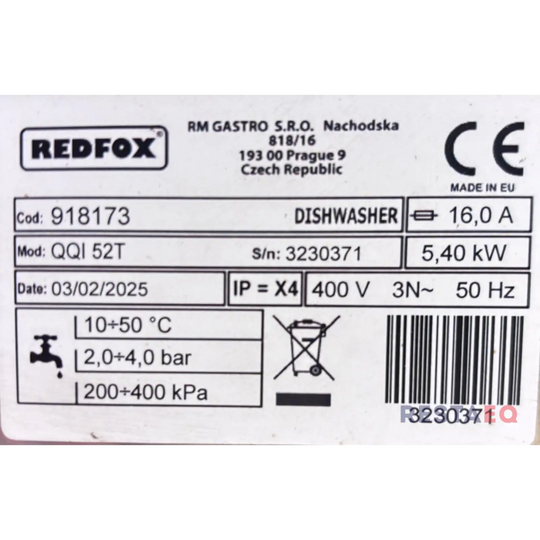 REDFOX®
RM GASTRO S.R.O. Nachodska
818/16
193 00 Prague 9
Czech Republic
CE
MADE IN EU
Cod: 918173 DISHWASHER 16,0 A
Mod: QQI 52T S/n: 3230371 5,40 kW
Date: 03/02/2025 IP = X4 400 V 3N~ 50 Hz
10÷50 °C
2,0÷4,0 bar
200÷400 kPa
3230371
RESTAEQ